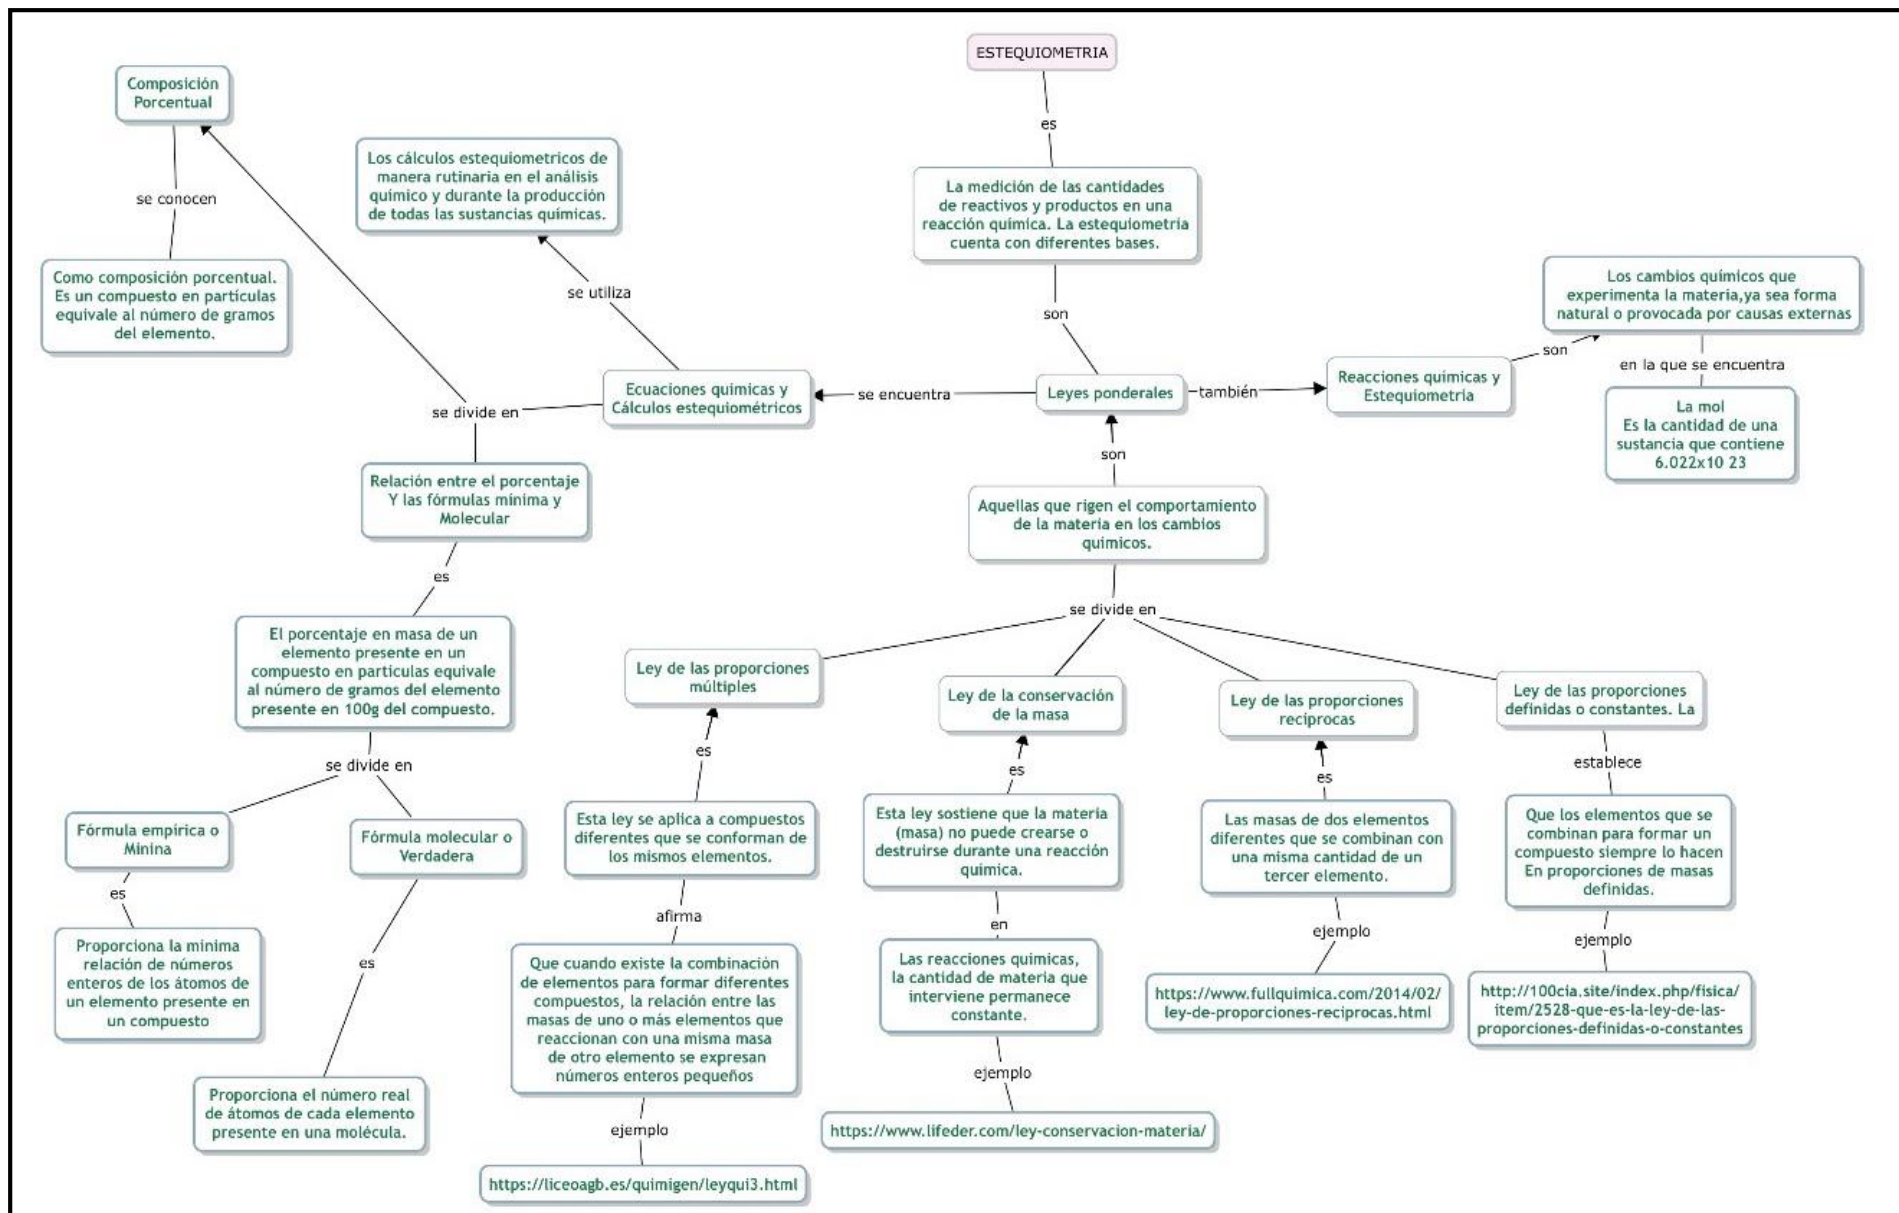 ESTEQUIOMETRIA
es
La medición de las cantidades
de reactivos y productos en una
reacción química. La estequiometría
cuenta con diferentes bases.
son
Leyes ponderales
se encuentra
Ecuaciones químicas y
Cálculos estequiométricos
se utiliza
Los cálculos estequiometricos de
manera rutinaria en el análisis
químico y durante la producción
de todas las sustancias químicas.
se divide en
Composición
Porcentual
se conocen
Como composición porcentual.
Es un compuesto en partículas
equivale al número de gramos
del elemento.
Relación entre el porcentaje
Y las fórmulas mínima y
Molecular
es
El porcentaje en masa de un
elemento presente en un
compuesto en partículas equivale
al número de gramos del elemento
presente en 100g del compuesto.
se divide en
Fórmula empírica o
Minina
es
Proporciona la mínima
relación de números
enteros de los átomos de
un elemento presente en
un compuesto
Fórmula molecular o
Verdadera
es
Proporciona el número real
de átomos de cada elemento
presente en una molécula.
también
Reacciones químicas y
Estequiometría
son
Los cambios químicos que
experimenta la materia,ya sea forma
natural o provocada por causas externas
en la que se encuentra
La mol
Es la cantidad de una
sustancia que contiene
6.022x10 23
son
Aquellas que rigen el comportamiento
de la materia en los cambios
químicos.
se divide en
Ley de las proporciones
múltiples
es
Esta ley se aplica a compuestos
diferentes que se conforman de
los mismos elementos.
afirma
Que cuando existe la combinación
de elementos para formar diferentes
compuestos, la relación entre las
masas de uno o más elementos que
reaccionan con una misma masa
de otro elemento se expresan
números enteros pequeños
ejemplo
https://liceoagb.es/quimigen/leyqui3.html
Ley de la conservación
de la masa
es
Esta ley sostiene que la materia
(masa) no puede crearse o
destruirse durante una reacción
química.
en
Las reacciones químicas,
la cantidad de materia que
interviene permanece
constante.
ejemplo
https://www.lifeder.com/ley-conservacion-materia/
Ley de las proporciones
recíprocas
es
Las masas de dos elementos
diferentes que se combinan con
una misma cantidad de un
tercer elemento.
ejemplo
https://www.fullquimica.com/2014/02/
ley-de-proporciones-reciprocas.html
Ley de las proporciones
definidas o constantes. La
establece
Que los elementos que se
combinan para formar un
compuesto siempre lo hacen
En proporciones de masas
definidas.
ejemplo
http://100cia.site/index.php/fisica/
item/2528-que-es-la-ley-de-las-
proporciones-definidas-o-constantes